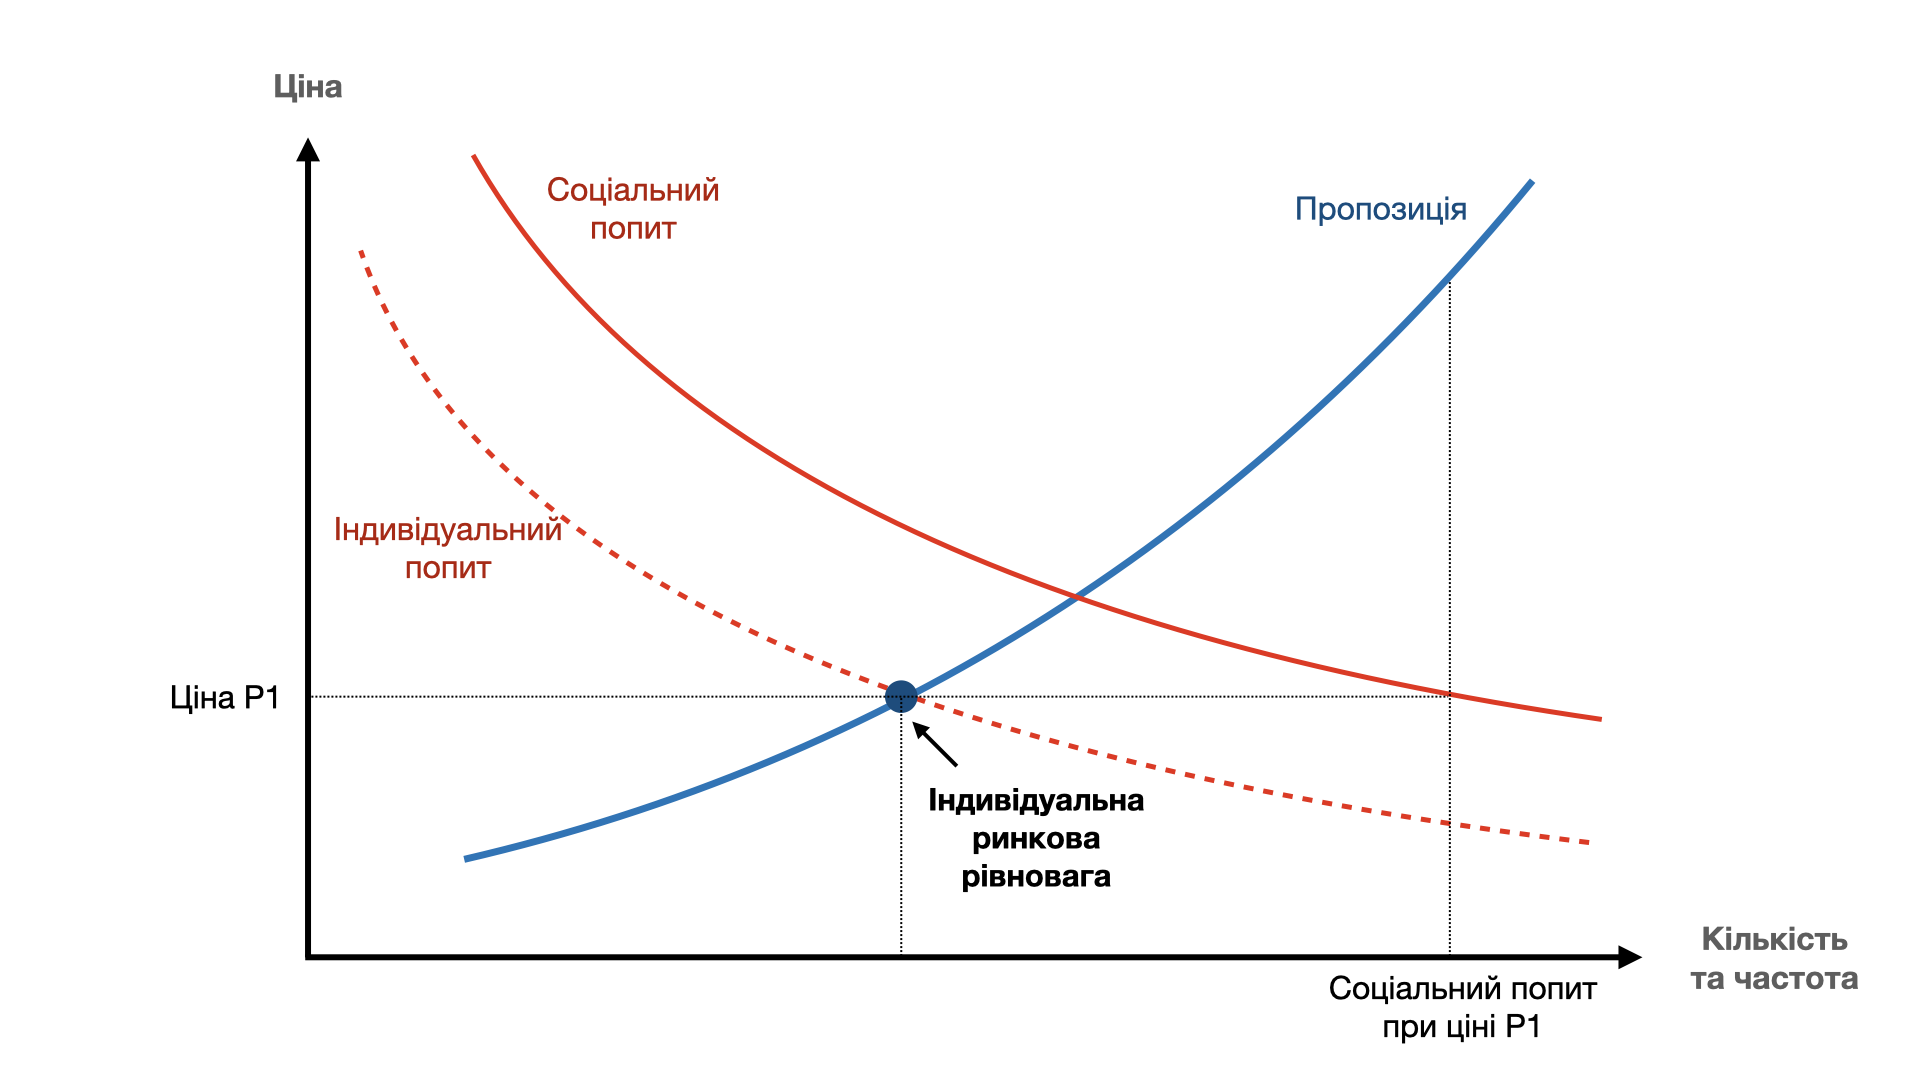 Ціна
Соціальний
попит
Пропозиція
Індивідуальний
попит
Ціна P1
Індивідуальна
ринкова
рівновага
Кількість
та частота
Соціальний попит
при ціні P1